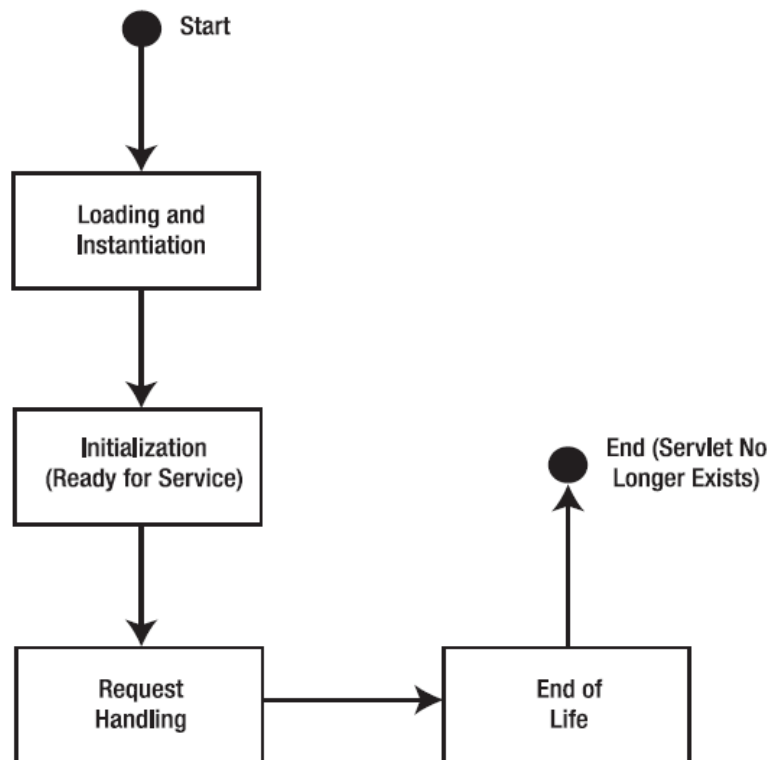 Start
Loading and
Instantiation
Initialization
(Ready for Service)
End (Servlet No
Longer Exists)
Request
Handling
End of
Life